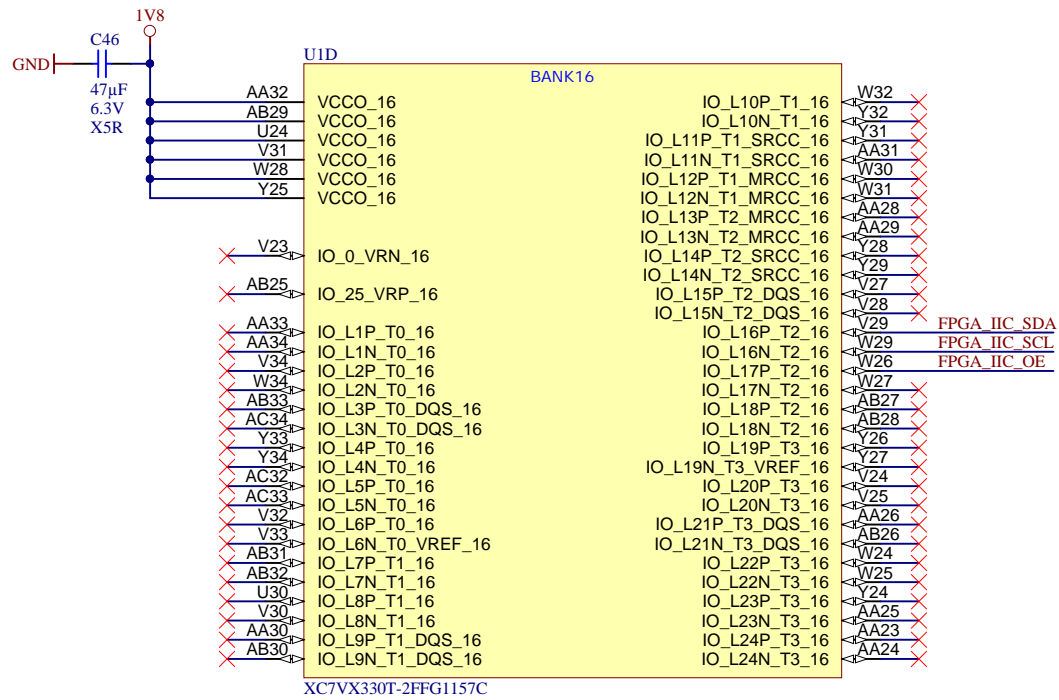 1V8
C46
GND
47µF
6.3V
X5R
U1D
BANK16
AA32 VCCO_16
AB29 VCCO_16
U24 VCCO_16
V31 VCCO_16
W28 VCCO_16
Y25 VCCO_16
V23 IO_0_VRN_16
AB25 IO_25_VRP_16
AA33 IO_L1P_T0_16
AA34 IO_L1N_T0_16
V34 IO_L2P_T0_16
W34 IO_L2N_T0_16
AB33 IO_L3P_T0_DQS_16
AC34 IO_L3N_T0_DQS_16
Y33 IO_L4P_T0_16
Y34 IO_L4N_T0_16
AC32 IO_L5P_T0_16
AC33 IO_L5N_T0_16
V32 IO_L6P_T0_16
V33 IO_L6N_T0_VREF_16
AB31 IO_L7P_T1_16
AB32 IO_L7N_T1_16
U30 IO_L8P_T1_16
V30 IO_L8N_T1_16
AA30 IO_L9P_T1_DQS_16
AB30 IO_L9N_T1_DQS_16
IO_L10P_T1_16 W32
IO_L10N_T1_16 Y32
IO_L11P_T1_SRCC_16 Y31
IO_L11N_T1_SRCC_16 AA31
IO_L12P_T1_MRCC_16 W30
IO_L12N_T1_MRCC_16 W31
IO_L13P_T2_MRCC_16 AA28
IO_L13N_T2_MRCC_16 AA29
IO_L14P_T2_SRCC_16 Y28
IO_L14N_T2_SRCC_16 Y29
IO_L15P_T2_DQS_16 V27
IO_L15N_T2_DQS_16 V28
IO_L16P_T2_16 V29 FPGA_IIC_SDA
IO_L16N_T2_16 W29 FPGA_IIC_SCL
IO_L17P_T2_16 W26 FPGA_IIC_OE
IO_L17N_T2_16 W27
IO_L18P_T2_16 AB27
IO_L18N_T2_16 AB28
IO_L19P_T3_16 Y26
IO_L19N_T3_VREF_16 Y27
IO_L20P_T3_16 V24
IO_L20N_T3_16 V25
IO_L21P_T3_DQS_16 AA26
IO_L21N_T3_DQS_16 AB26
IO_L22P_T3_16 W24
IO_L22N_T3_16 W25
IO_L23P_T3_16 Y24
IO_L23N_T3_16 AA25
IO_L24P_T3_16 AA23
IO_L24N_T3_16 AA24
XC7VX330T-2FFG1157C